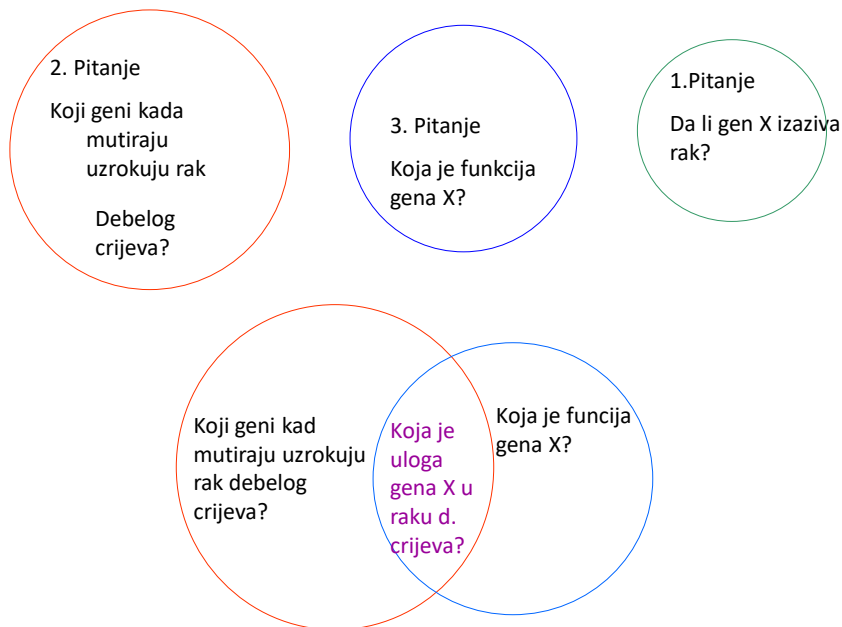 2. Pitanje
Koji geni kada
mutiraju
uzrokuju rak
Debelog
crijeva?
3. Pitanje
Koja je funkcija
gena X?
1.Pitanje
Da li gen X izaziva
rak?
Koji geni kad
mutiraju uzrokuju
rak debelog
crijeva?
Koja je
uloga
gena X u
raku d.
crijeva?
Koja je funcija
gena X?